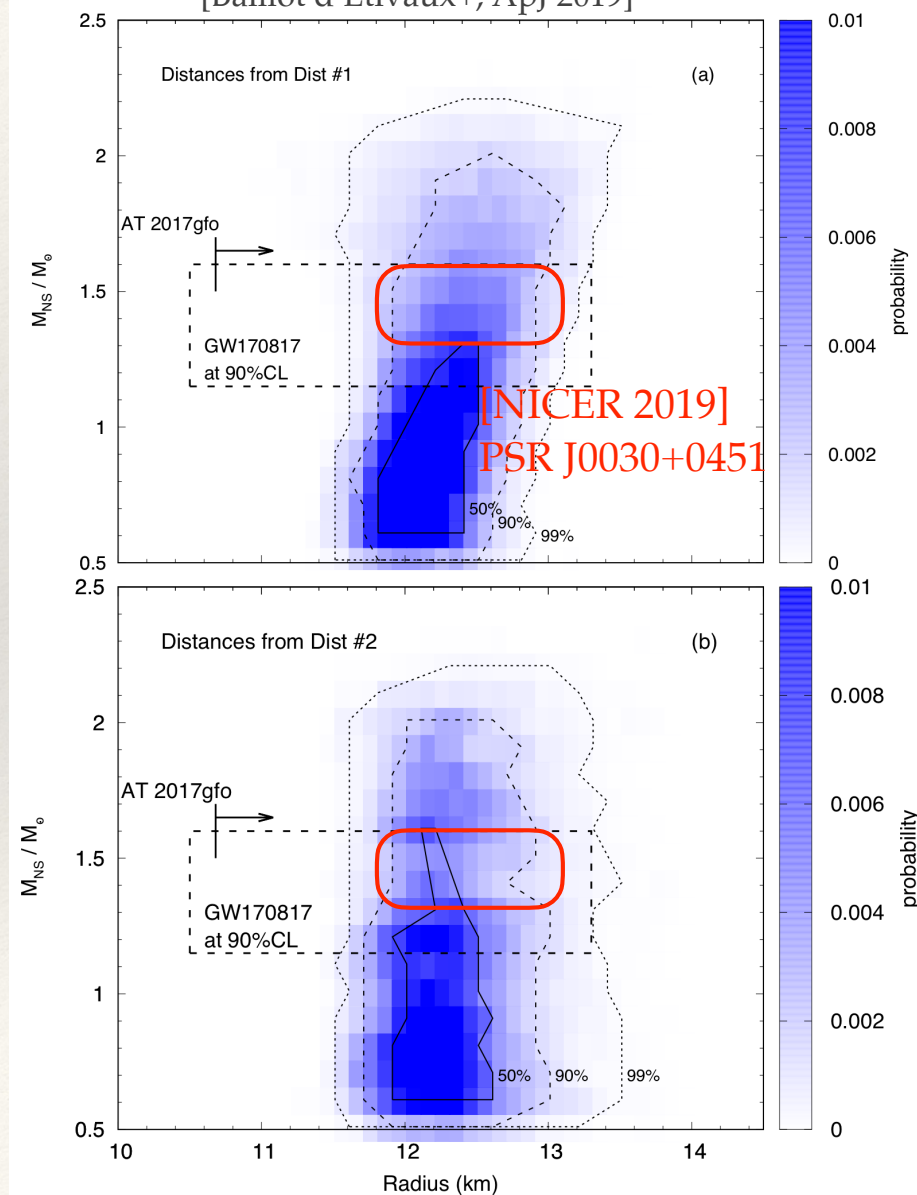 [Baillot d'Etivaux+, ApJ 2019]
2.5
0.01
Distances from Dist #1
(a)
2
0.008
AT 2017gfo
0.006
1.5
GW170817
0.004
at 90%CL
[NICER 2019]
1
PSR J0030+0451
0.002
50%
90%
99%
0.5
0
M_NS / M_⊙
probability
2.5
0.01
Distances from Dist #2
(b)
0.008
2
AT 2017gfo
0.006
1.5
GW170817
0.004
at 90%CL
1
0.002
50%
90%
99%
0.5
0
M_NS / M_⊙
probability
10
11
12
13
14
Radius (km)